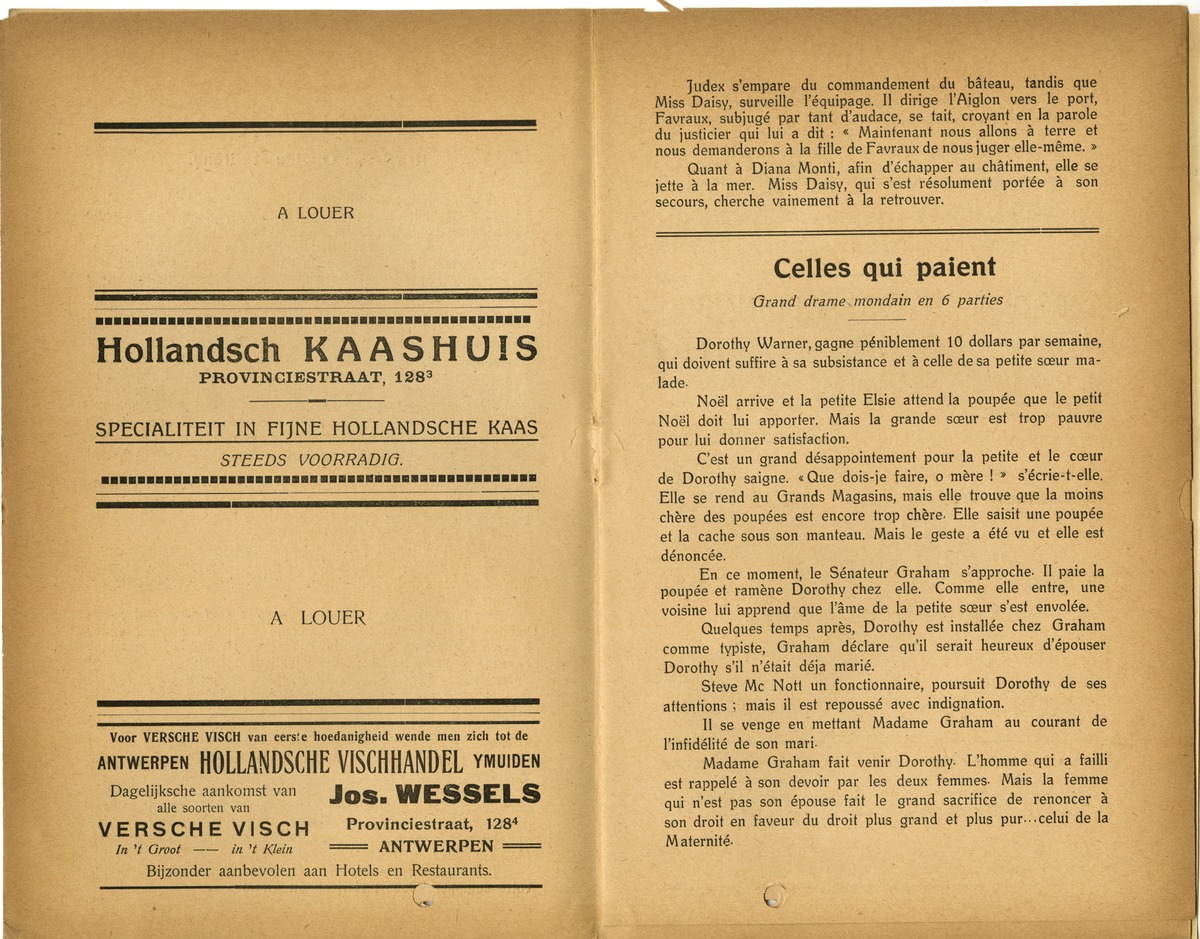 A LOUER
Hollandsch KAASHUIS
PROVINCIESTRAAT, 128³
SPECIALITEIT IN FIJNE HOLLANDSCHE KAAS
STEEDS VOORRADIG.
A LOUER
Voor VERSCHE VISCH van eerste hoedanigheid wende men zich tot de
ANTWERPEN HOLLANDSCHE VISCHHANDEL YMUIDEN
Dagelijksche aankomst van
alle soorten van
VERSCHE VISCH
In 't Groot —— in 't Klein
Jos. WESSELS
Provinciestraat, 128⁴
ANTWERPEN
Bijzonder aanbevolen aan Hotels en Restaurants.
Judex s'empare du commandement du bâteau, tandis que
Miss Daisy, surveille l'équipage. Il dirige l'Aiglon vers le port,
Favraux, subjugé par tant d'audace, se tait, croyant en la parole
du justicier qui lui a dit : « Maintenant nous allons à terre et
nous demanderons à la fille de Favraux de nous juger elle-même. »
Quant à Diana Monti, afin d'échapper au châtiment, elle se
jette à la mer. Miss Daisy, qui s'est résolument portée à son
secours, cherche vainement à la retrouver.
Celles qui paient
Grand drame mondain en 6 parties
Dorothy Warner, gagne péniblement 10 dollars par semaine,
qui doivent suffire à sa subsistance et à celle de sa petite sœur ma-
lade.
Noël arrive et la petite Elsie attend la poupée que le petit
Noël doit lui apporter. Mais la grande sœur est trop pauvre
pour lui donner satisfaction.
C'est un grand désappointement pour la petite et le cœur
de Dorothy saigne. « Que dois-je faire, o mère ! » s'écrie-t-elle.
Elle se rend au Grands Magasins, mais elle trouve que la moins
chère des poupées est encore trop chère. Elle saisit une poupée
et la cache sous son manteau. Mais le geste a été vu et elle est
dénoncée.
En ce moment, le Sénateur Graham s'approche. Il paie la
poupée et ramène Dorothy chez elle. Comme elle entre, une
voisine lui apprend que l'âme de la petite sœur s'est envolée.
Quelques temps après, Dorothy est installée chez Graham
comme typiste, Graham déclare qu'il serait heureux d'épouser
Dorothy s'il n'était déja marié.
Steve Mc Nott un fonctionnaire, poursuit Dorothy de ses
attentions ; mais il est repoussé avec indignation.
Il se venge en mettant Madame Graham au courant de
l'infidélité de son mari.
Madame Graham fait venir Dorothy. L'homme qui a failli
est rappelé à son devoir par les deux femmes. Mais la femme
qui n'est pas son épouse fait le grand sacrifice de renoncer à
son droit en faveur du droit plus grand et plus pur...celui de la
Maternité.